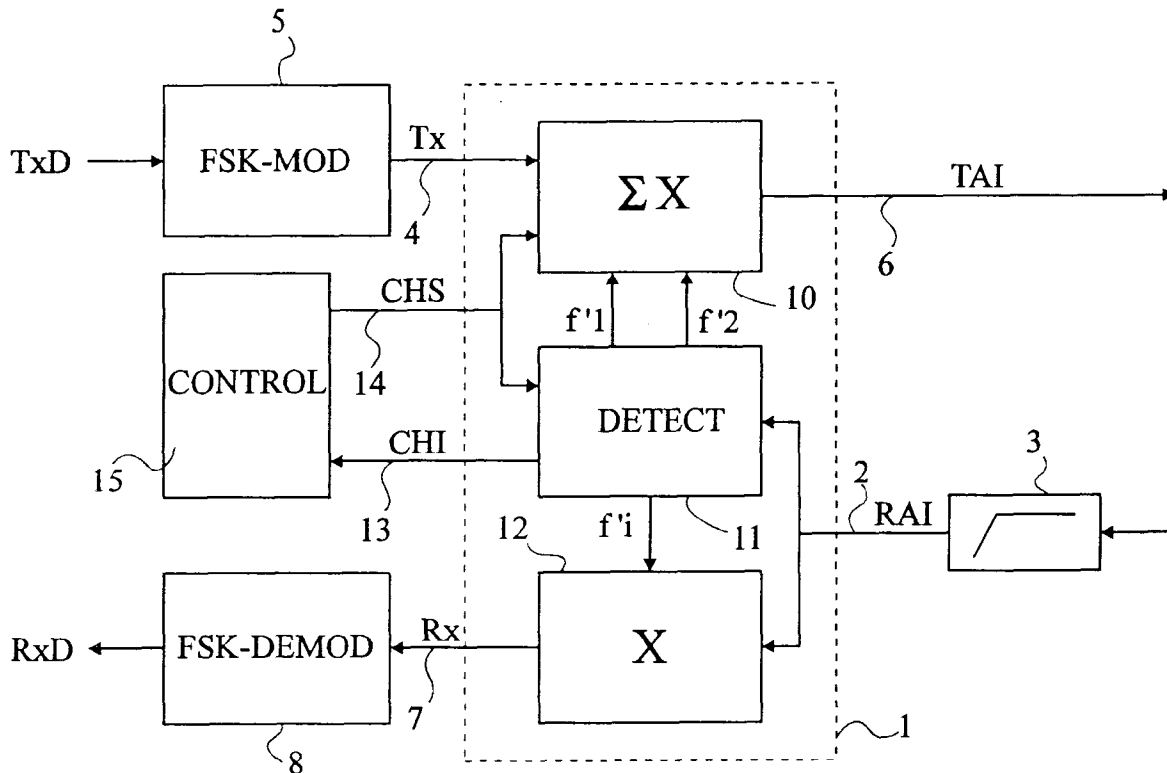 5
TxD
FSK-MOD
Tx
4
Σ X
TAI
6
10
CHS
14
f'1
f'2
CONTROL
15
DETECT
CHI
13
11
f'i
12
2
RAI
3
RxD
FSK-DEMOD
Rx
7
X
8
1